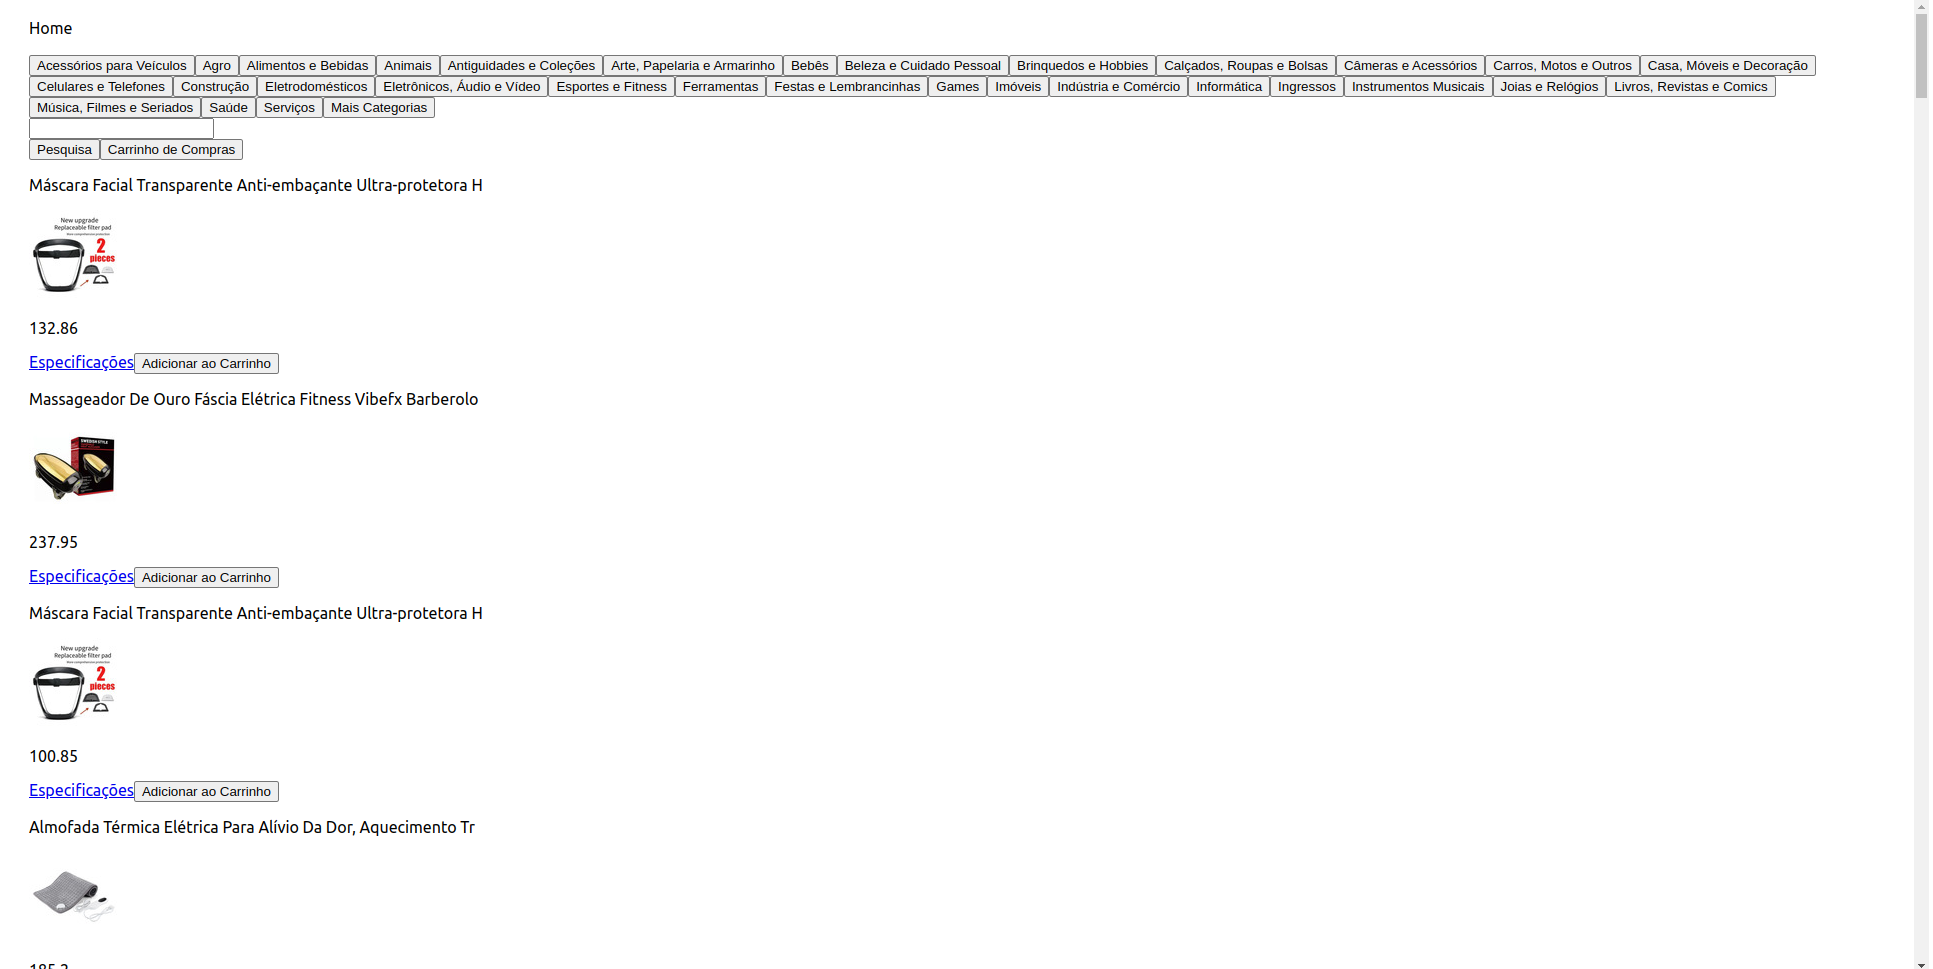 Home
Acessórios para Veículos Agro Alimentos e Bebidas Animais Antiguidades e Coleções Arte, Papelaria e Armarinho Bebês Beleza e Cuidado Pessoal Brinquedos e Hobbies Calçados, Roupas e Bolsas Câmeras e Acessórios Carros, Motos e Outros Casa, Móveis e Decoração
Celulares e Telefones Construção Eletrodomésticos Eletrônicos, Áudio e Vídeo Esportes e Fitness Ferramentas Festas e Lembrancinhas Games Imóveis Indústria e Comércio Informática Ingressos Instrumentos Musicais Joias e Relógios Livros, Revistas e Comics
Música, Filmes e Seriados Saúde Serviços Mais Categorias
Pesquisa Carrinho de Compras
Máscara Facial Transparente Anti-embaçante Ultra-protetora H
New upgrade
Replaceable filter pad
2
pieces
132.86
Especificações Adicionar ao Carrinho
Massageador De Ouro Fáscia Elétrica Fitness Vibefx Barberolo
SWEDISH STYLE
237.95
Especificações Adicionar ao Carrinho
Máscara Facial Transparente Anti-embaçante Ultra-protetora H
New upgrade
Replaceable filter pad
2
pieces
100.85
Especificações Adicionar ao Carrinho
Almofada Térmica Elétrica Para Alívio Da Dor, Aquecimento Tr